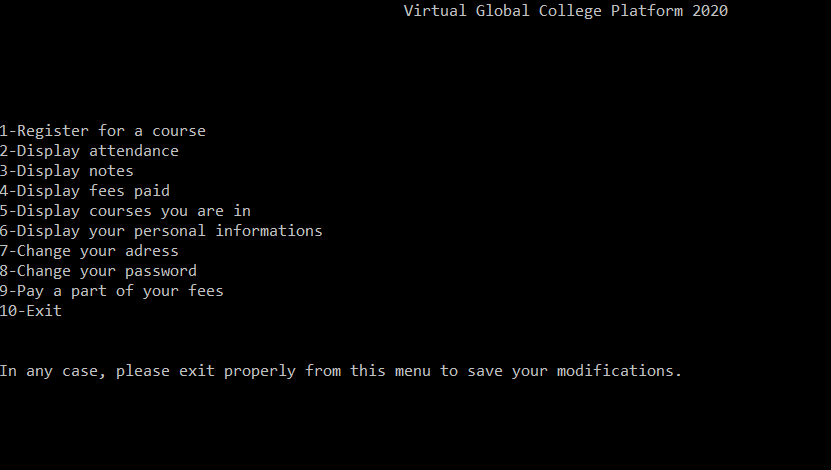 Virtual Global College Platform 2020
1-Register for a course
2-Display attendance
3-Display notes
4-Display fees paid
5-Display courses you are in
6-Display your personal informations
7-Change your adress
8-Change your password
9-Pay a part of your fees
10-Exit
In any case, please exit properly from this menu to save your modifications.